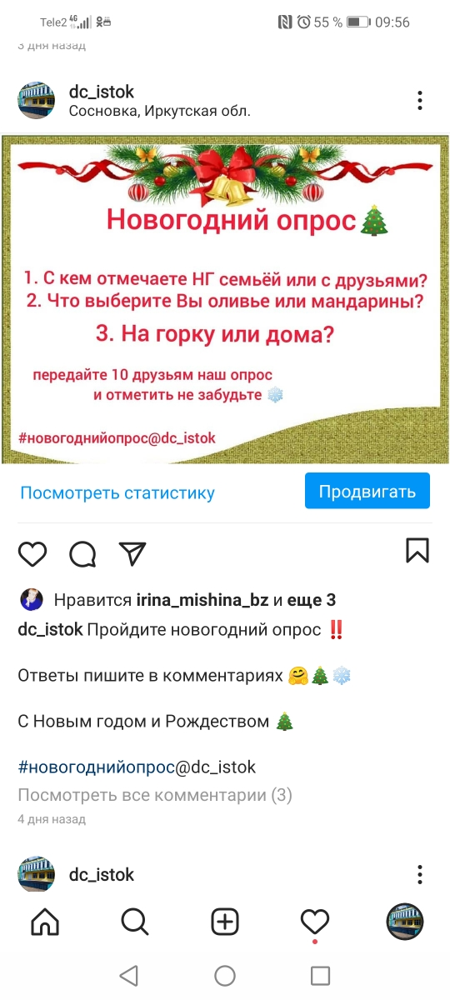 Tele2 4G 55 % 09:56
3 дня назад
dc_istok
Сосновка, Иркутская обл.
Новогодний опрос🎄
1. С кем отмечаете НГ семьёй или с друзьями?
2. Что выберите Вы оливье или мандарины?
3. На горку или дома?
передайте 10 друзьям наш опрос
и отметить не забудьте ❄️
#новогоднийопрос@dc_istok
Посмотреть статистику
Продвигать
Нравится irina_mishina_bz и еще 3
dc_istok Пройдите новогодний опрос ‼️
Ответы пишите в комментариях 🤗🎄❄️
С Новым годом и Рождеством 🎄
#новогоднийопрос@dc_istok
Посмотреть все комментарии (3)
4 дня назад
dc_istok